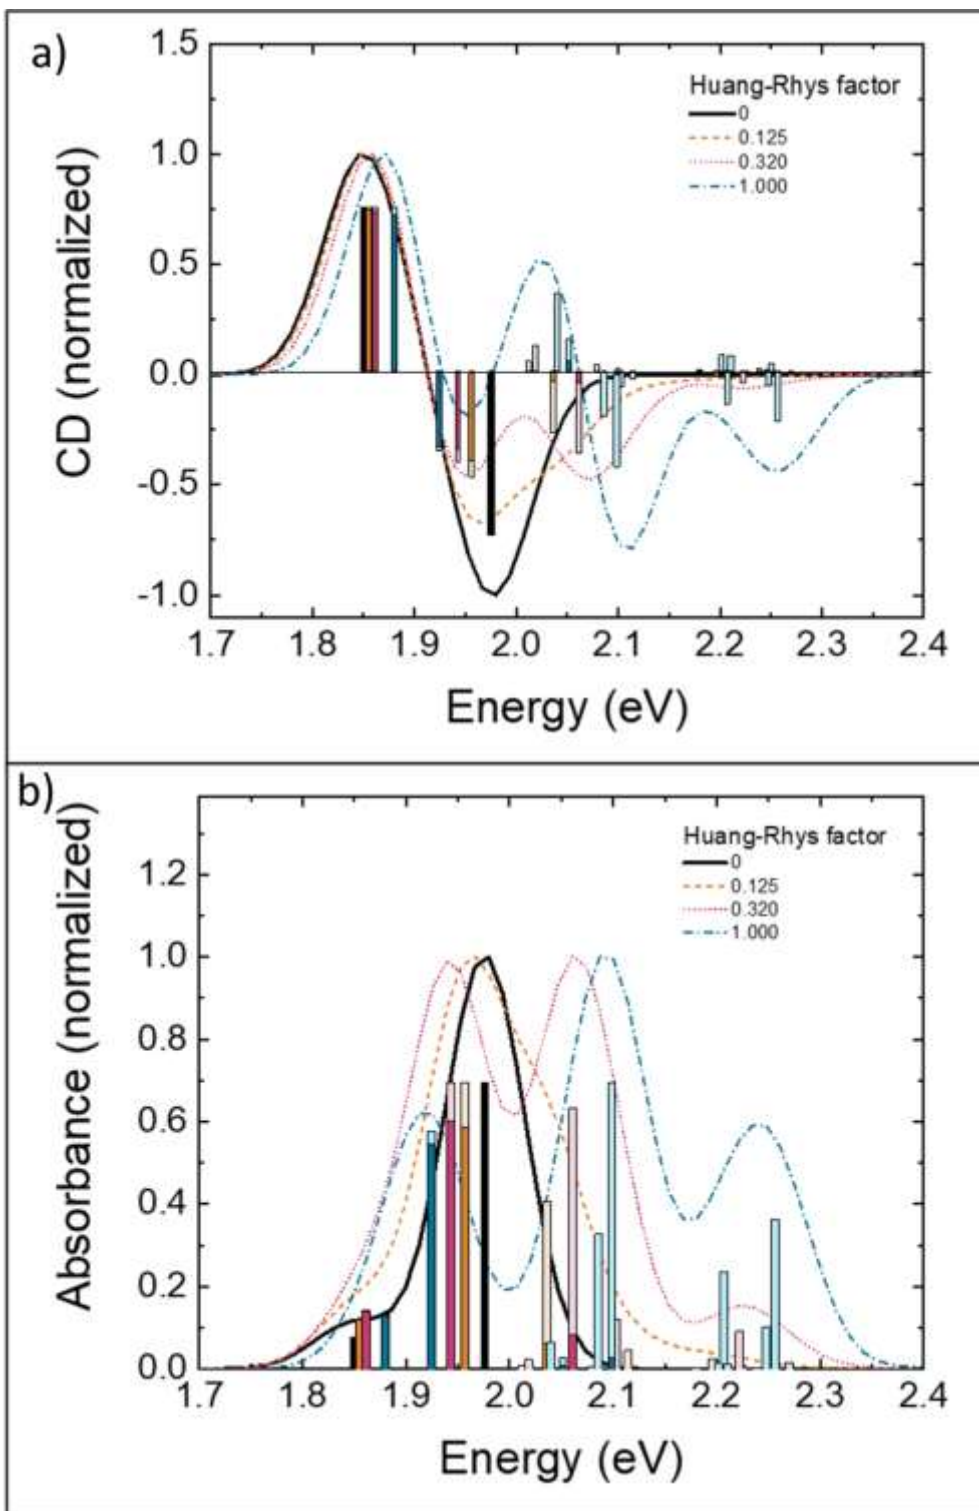 a)
CD (normalized)
1.5
1.0
0.5
0.0
-0.5
-1.0
Huang-Rhys factor
0
0.125
0.320
1.000
1.7 1.8 1.9 2.0 2.1 2.2 2.3 2.4
Energy (eV)
b)
Absorbance (normalized)
1.2
1.0
0.8
0.6
0.4
0.2
0.0
Huang-Rhys factor
0
0.125
0.320
1.000
1.7 1.8 1.9 2.0 2.1 2.2 2.3 2.4
Energy (eV)